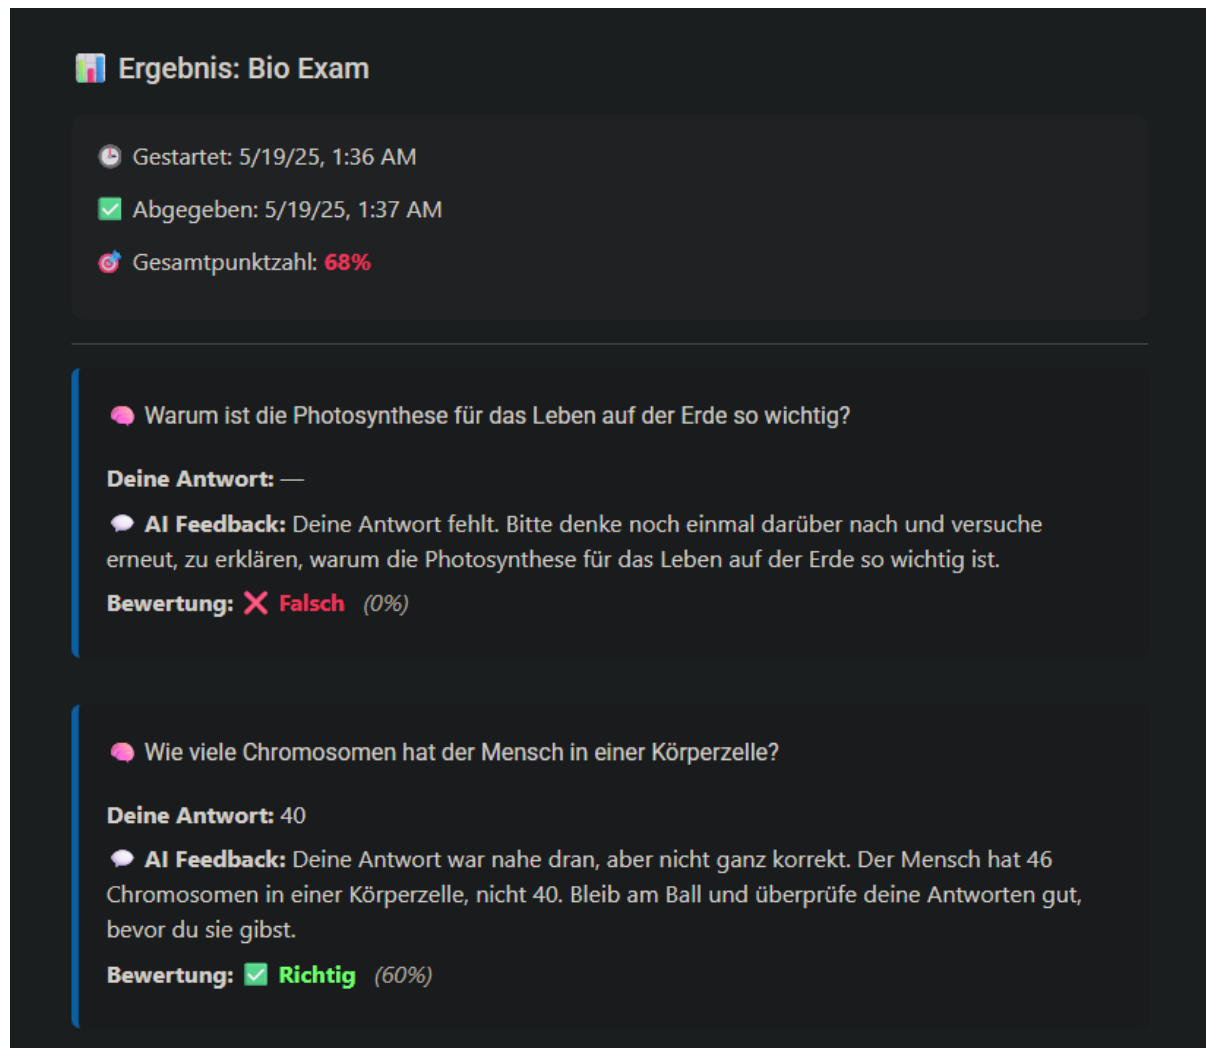 📊 Ergebnis: Bio Exam
🕒 Gestartet: 5/19/25, 1:36 AM
✅ Abgegeben: 5/19/25, 1:37 AM
🎯 Gesamtpunktzahl: 68%
🧠 Warum ist die Photosynthese für das Leben auf der Erde so wichtig?
Deine Antwort: —
💬 AI Feedback: Deine Antwort fehlt. Bitte denke noch einmal darüber nach und versuche
erneut, zu erklären, warum die Photosynthese für das Leben auf der Erde so wichtig ist.
Bewertung: ❌ Falsch (0%)
🧠 Wie viele Chromosomen hat der Mensch in einer Körperzelle?
Deine Antwort: 40
💬 AI Feedback: Deine Antwort war nahe dran, aber nicht ganz korrekt. Der Mensch hat 46
Chromosomen in einer Körperzelle, nicht 40. Bleib am Ball und überprüfe deine Antworten gut,
bevor du sie gibst.
Bewertung: ✅ Richtig (60%)